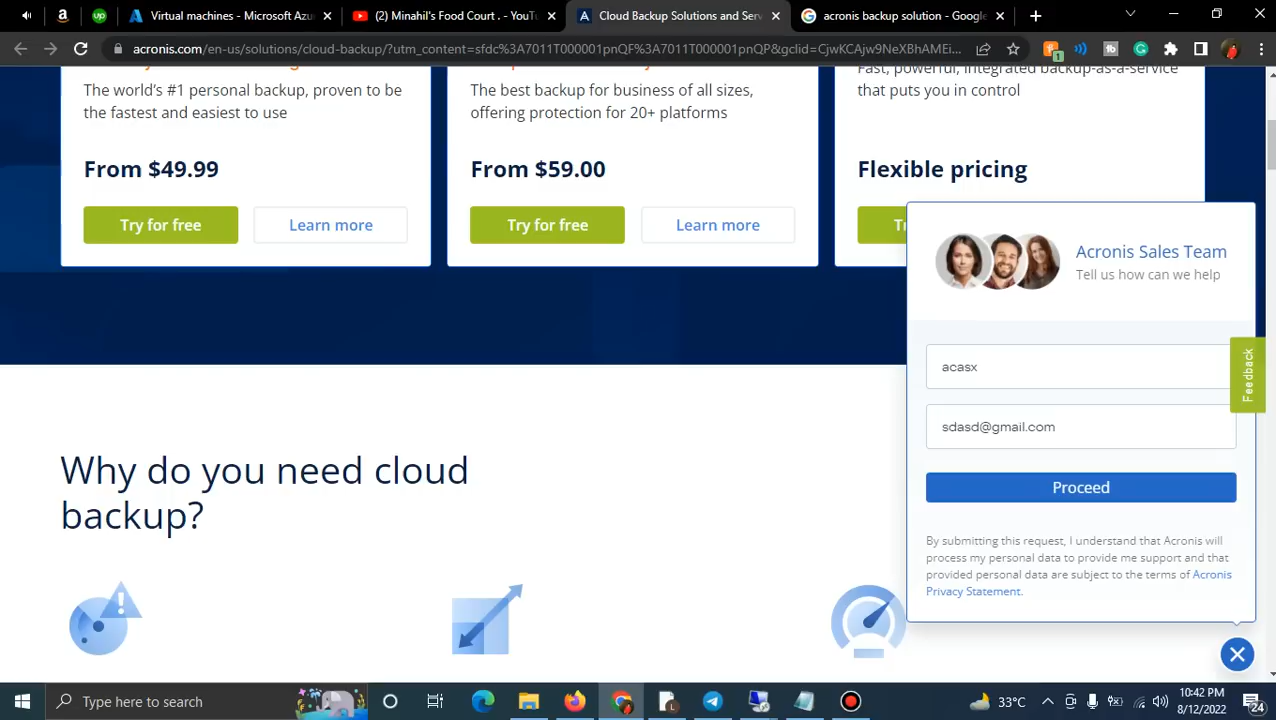 Virtual machines - Microsoft Azu
(2) Minahil's Food Court . - YouT
Cloud Backup Solutions and Serv
acronis backup solution - Google
acronis.com/en-us/solutions/cloud-backup/?utm_content=sfdc%3A7011T000001pnQF%3A7011T000001pnQP&gclid=CjwKCAjw9NeXBhAMEi...
1
The world's #1 personal backup, proven to be
the fastest and easiest to use
From $49.99
Try for free
Learn more
The best backup for business of all sizes,
offering protection for 20+ platforms
From $59.00
Try for free
Learn more
Fast, powerful, integrated backup-as-a-service
that puts you in control
Flexible pricing
Acronis Sales Team
Tell us how can we help
acasx
sdasd@gmail.com
Proceed
By submitting this request, I understand that Acronis will
process my personal data to provide me support and that
provided personal data are subject to the terms of Acronis
Privacy Statement.
Feedback
Why do you need cloud
backup?
Type here to search
33°C
10:42 PM
8/12/2022
24